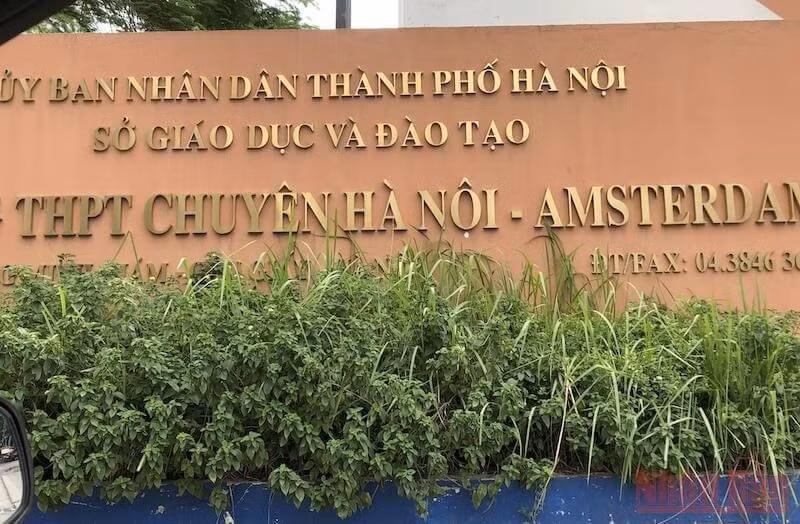 ỦY BAN NHÂN DÂN THÀNH PHỐ HÀ NỘI
SỞ GIÁO DỤC VÀ ĐÀO TẠO
THPT CHUYÊN HÀ NỘI - AMSTERDAM
ĐT/FAX: 04.3846 36